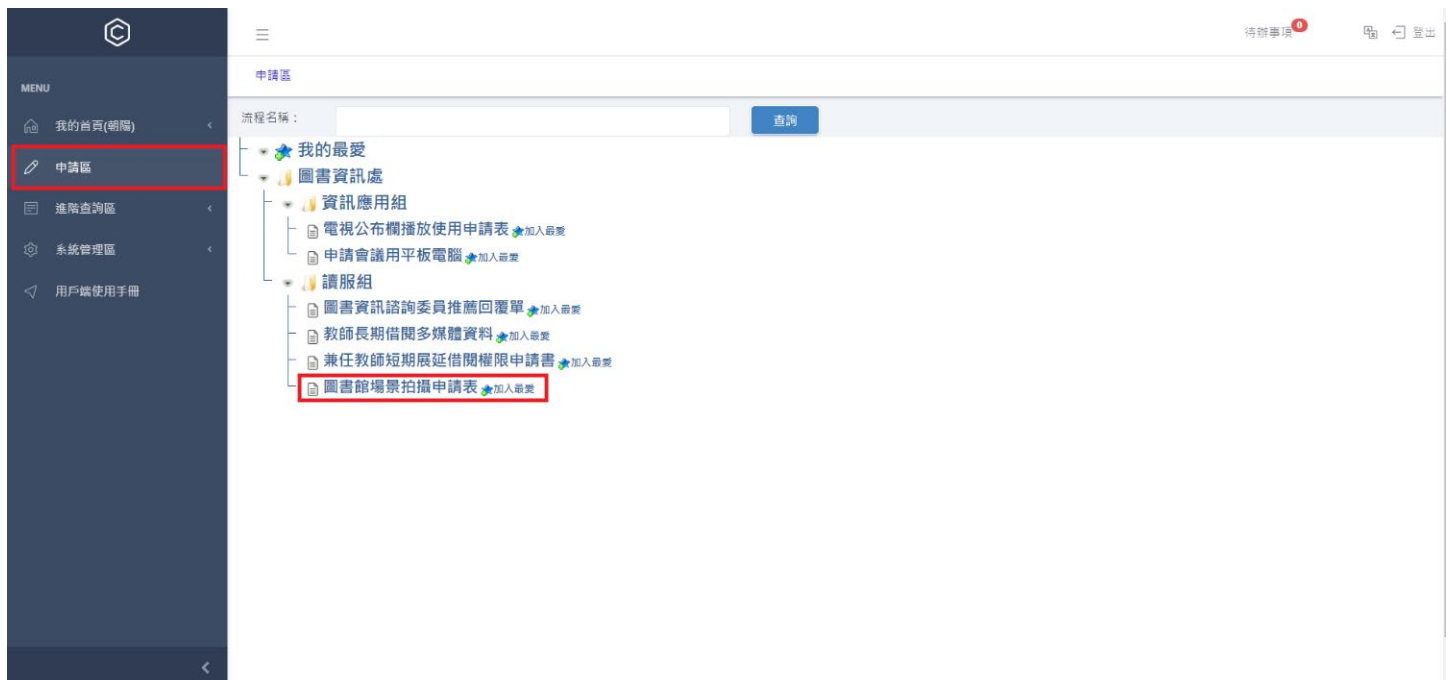 待辦事項 0 登出
MENU
申請區
我的首頁(朝陽)
申請區
進階查詢區
系統管理區
用戶端使用手冊
流程名稱：
查詢
我的最愛
圖書資訊處
資訊應用組
電視公布欄播放使用申請表 加入最愛
申請會議用平板電腦 加入最愛
讀服組
圖書資訊諮詢委員推薦回覆單 加入最愛
教師長期借閱多媒體資料 加入最愛
兼任教師短期展延借閱權限申請書 加入最愛
圖書館場景拍攝申請表 加入最愛